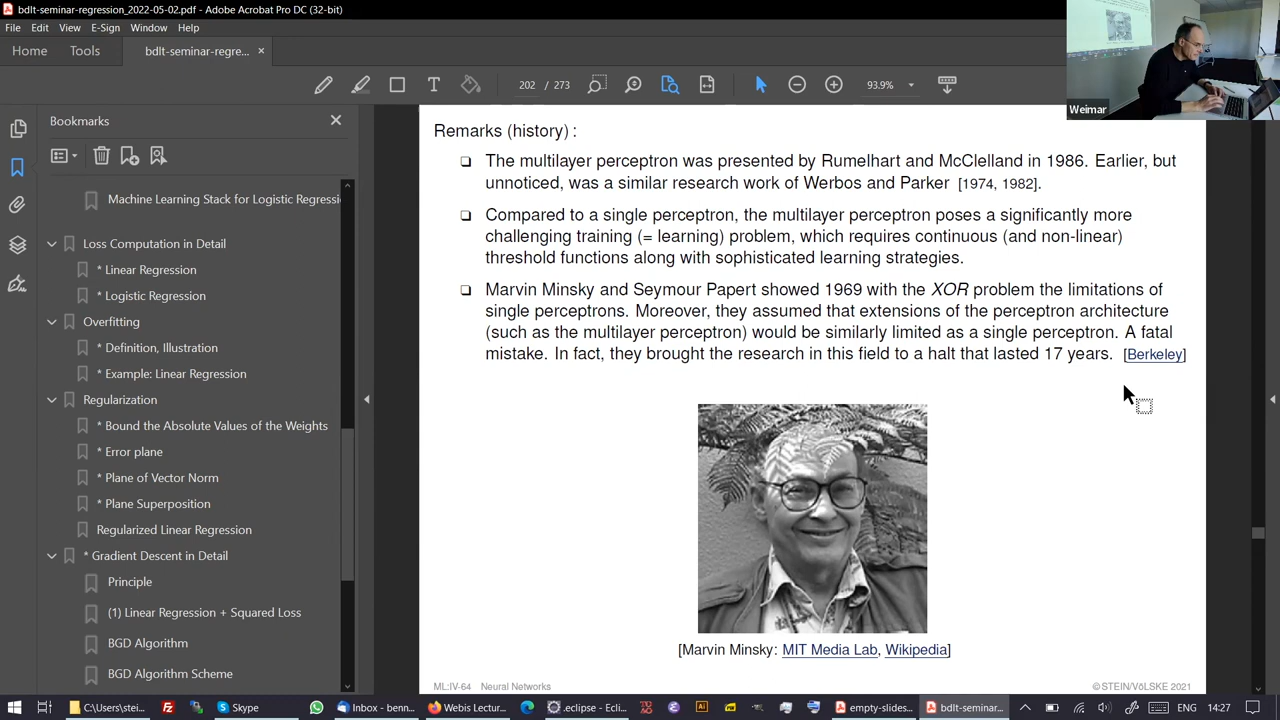 bdlt-seminar-regression_2022-05-02.pdf - Adobe Acrobat Pro DC (32-bit)
File Edit View E-Sign Window Help
Home Tools bdlt-seminar-regre... ×
202 / 273 93.9%
Weimar
Bookmarks
Machine Learning Stack for Logistic Regressi
Loss Computation in Detail
* Linear Regression
* Logistic Regression
Overfitting
* Definition, Illustration
* Example: Linear Regression
Regularization
* Bound the Absolute Values of the Weights
* Error plane
* Plane of Vector Norm
* Plane Superposition
Regularized Linear Regression
* Gradient Descent in Detail
Principle
(1) Linear Regression + Squared Loss
BGD Algorithm
BGD Algorithm Scheme
Remarks (history) :
❑ The multilayer perceptron was presented by Rumelhart and McClelland in 1986. Earlier, but
unnoticed, was a similar research work of Werbos and Parker [1974, 1982].
❑ Compared to a single perceptron, the multilayer perceptron poses a significantly more
challenging training (= learning) problem, which requires continuous (and non-linear)
threshold functions along with sophisticated learning strategies.
❑ Marvin Minsky and Seymour Papert showed 1969 with the XOR problem the limitations of
single perceptrons. Moreover, they assumed that extensions of the perceptron architecture
(such as the multilayer perceptron) would be similarly limited as a single perceptron. A fatal
mistake. In fact, they brought the research in this field to a halt that lasted 17 years. [Berkeley]
[Marvin Minsky: MIT Media Lab, Wikipedia]
ML:IV-64 Neural Networks ©STEIN/VÖLSKE 2021
C:\Users\stei... Skype Inbox - benn... Webis Lectur... .eclipse - Ecli... empty-slides... bdlt-seminar... ENG 14:27